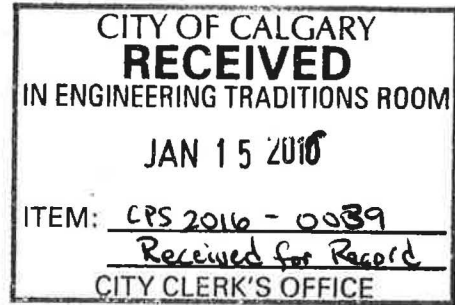 CITY OF CALGARY
RECEIVED
IN ENGINEERING TRADITIONS ROOM
JAN 15 2016
ITEM: CPS 2016 - 0039
Received for Record
CITY CLERK'S OFFICE